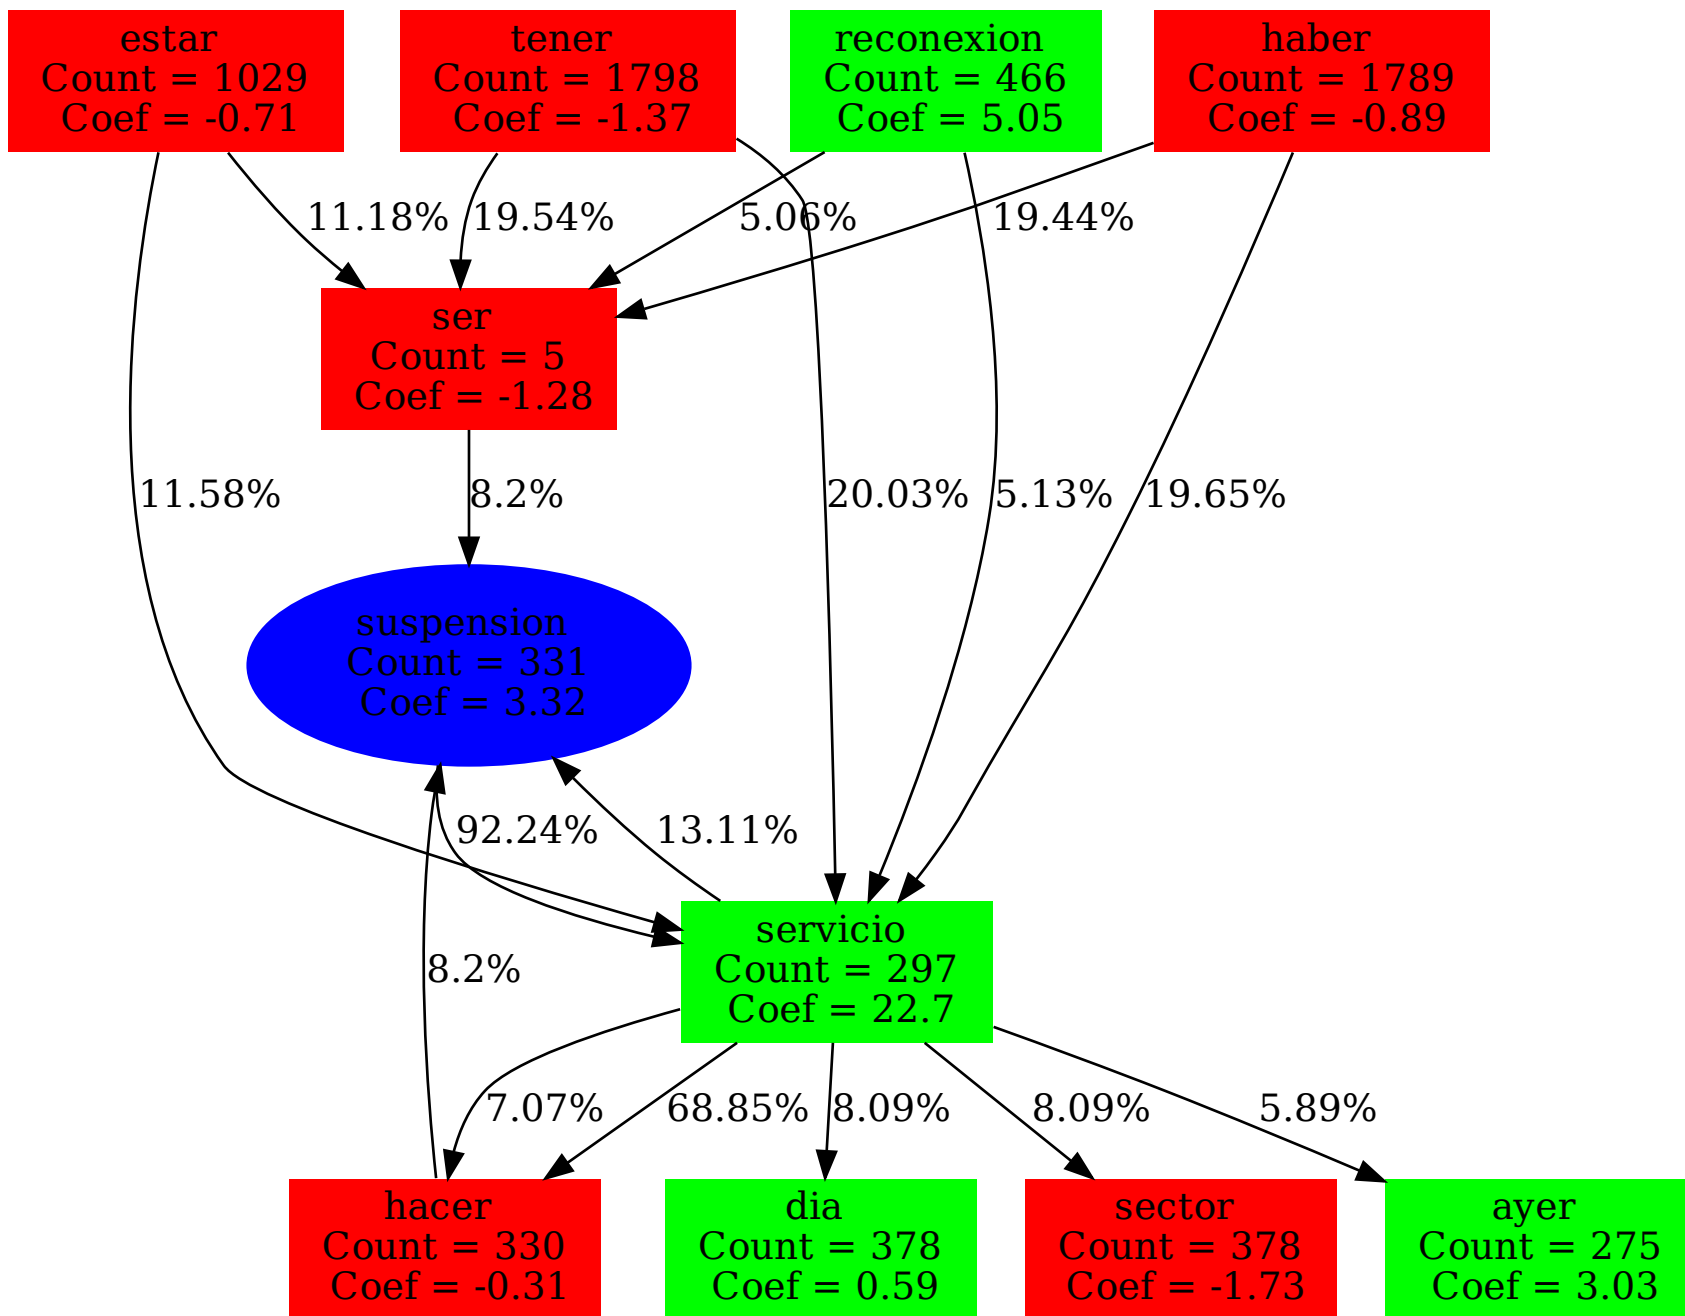 estar
Count = 1029
Coef = -0.71
tener
Count = 1798
Coef = -1.37
reconexion
Count = 466
Coef = 5.05
haber
Count = 1789
Coef = -0.89
11.18%
19.54%
5.06%
19.44%
ser
Count = 5
Coef = -1.28
11.58%
8.2%
20.03%
5.13%
19.65%
suspension
Count = 331
Coef = 3.32
92.24%
13.11%
servicio
Count = 297
Coef = 22.7
8.2%
7.07%
68.85%
8.09%
8.09%
5.89%
hacer
Count = 330
Coef = -0.31
dia
Count = 378
Coef = 0.59
sector
Count = 378
Coef = -1.73
ayer
Count = 275
Coef = 3.03